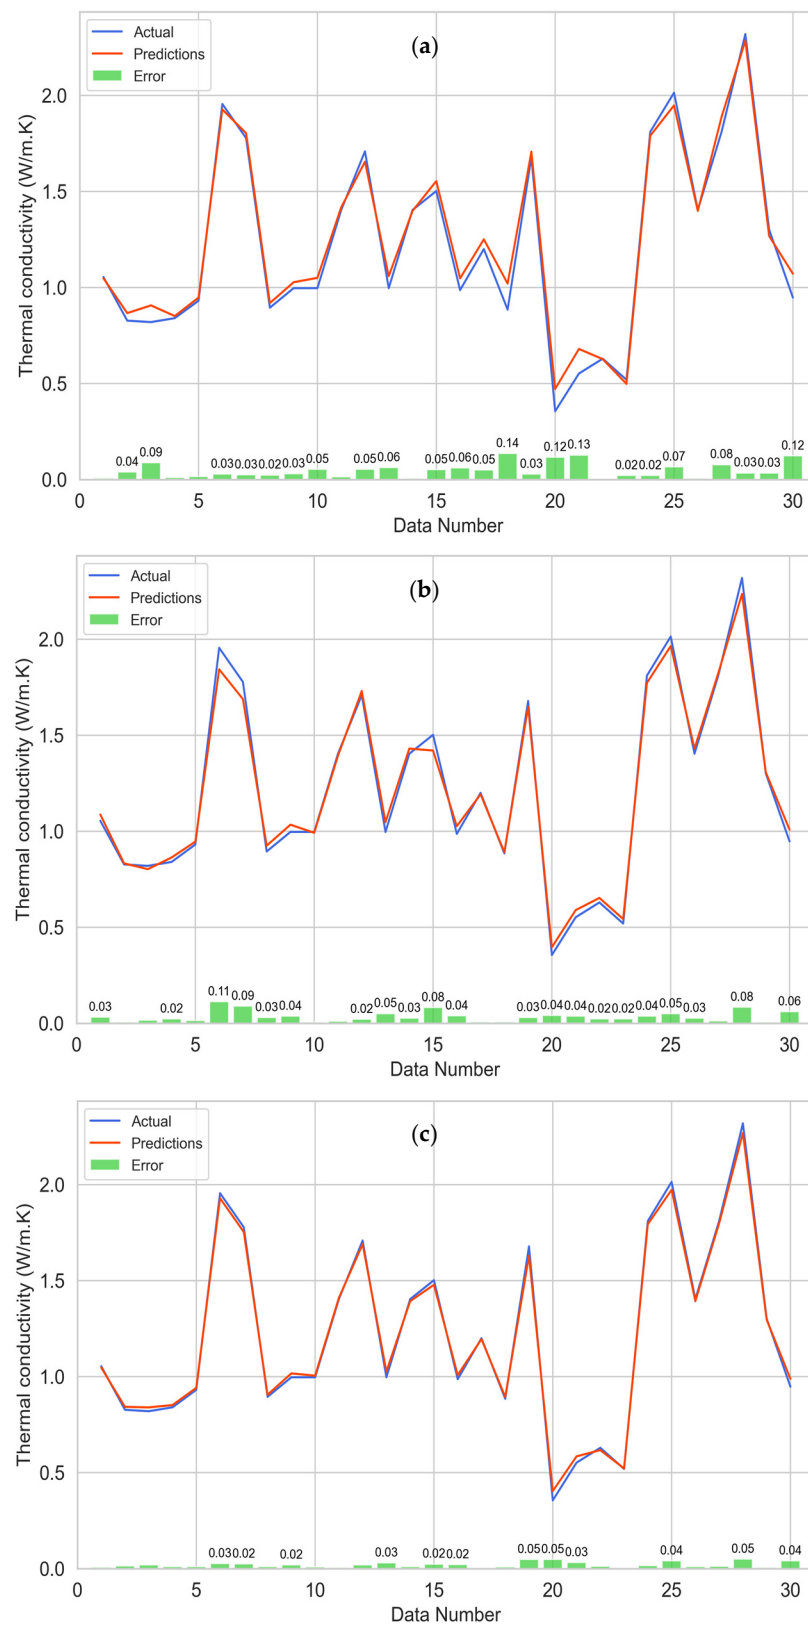 Actual
Predictions
Error
(a)
Thermal conductivity (W/m.K)
2.0
1.5
1.0
0.5
0.0
0.04 0.09 0.03 0.03 0.02 0.03 0.05 0.05 0.06 0.05 0.06 0.05 0.14 0.03 0.12 0.13 0.02 0.02 0.07 0.08 0.03 0.03 0.12
0 5 10 15 20 25 30
Data Number
Actual
Predictions
Error
(b)
Thermal conductivity (W/m.K)
2.0
1.5
1.0
0.5
0.0
0.03 0.02 0.11 0.09 0.03 0.04 0.02 0.05 0.03 0.08 0.04 0.03 0.04 0.04 0.02 0.02 0.04 0.05 0.03 0.08 0.06
0 5 10 15 20 25 30
Data Number
Actual
Predictions
Error
(c)
Thermal conductivity (W/m.K)
2.0
1.5
1.0
0.5
0.0
0.03 0.02 0.02 0.03 0.02 0.02 0.05 0.05 0.03 0.04 0.05 0.04
0 5 10 15 20 25 30
Data Number